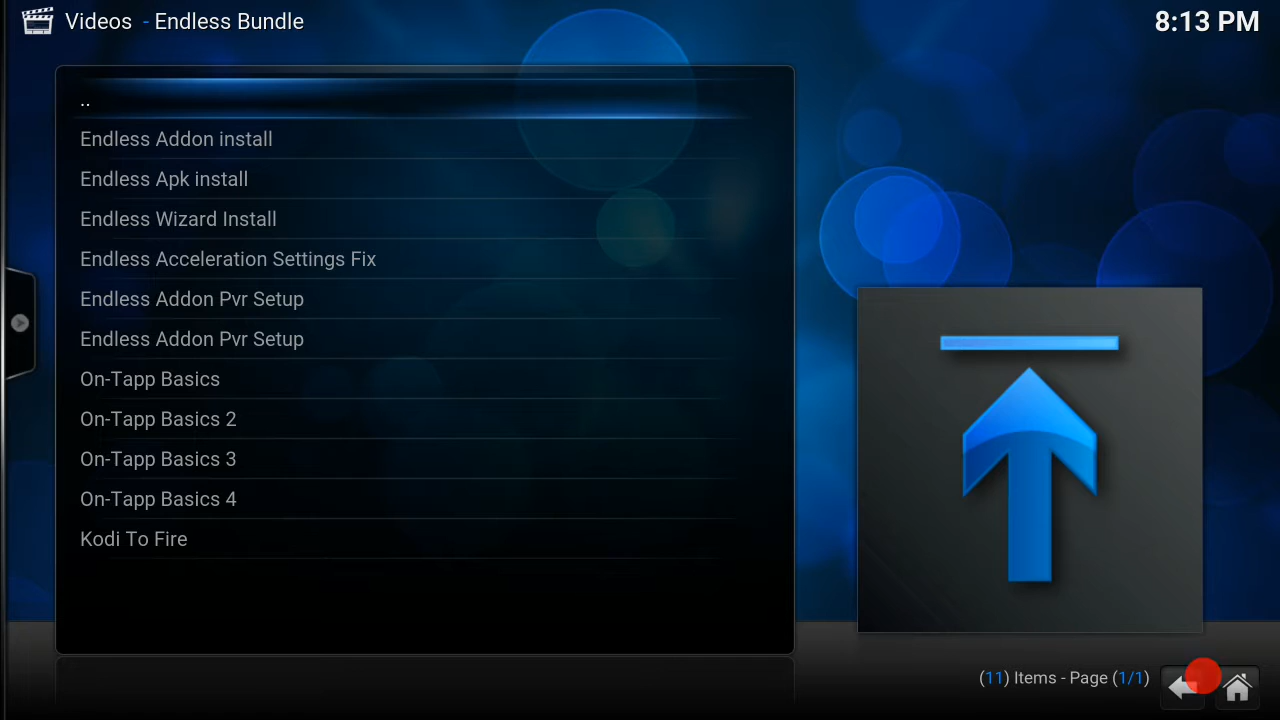 Videos - Endless Bundle
8:13 PM
..
Endless Addon install
Endless Apk install
Endless Wizard Install
Endless Acceleration Settings Fix
Endless Addon Pvr Setup
Endless Addon Pvr Setup
On-Tapp Basics
On-Tapp Basics 2
On-Tapp Basics 3
On-Tapp Basics 4
Kodi To Fire
(11) Items - Page (1/1)